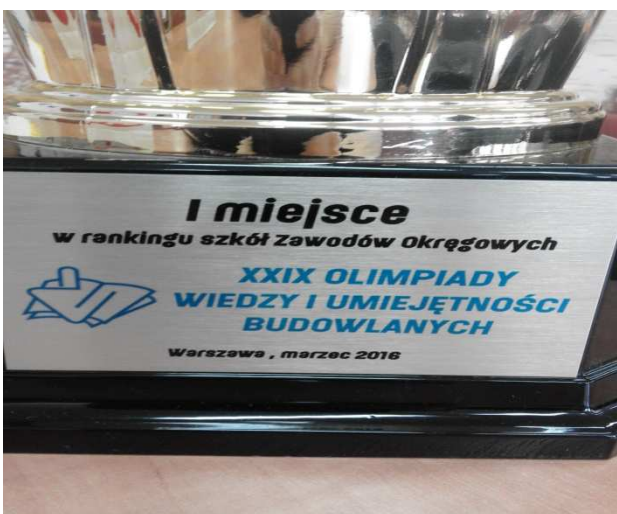 I miejsce
w rankingu szkół Zawodów Okręgowych
XXIX OLIMPIADY
WIEDZY I UMIEJĘTNOŚCI
BUDOWLANYCH
Warszawa , marzec 2016